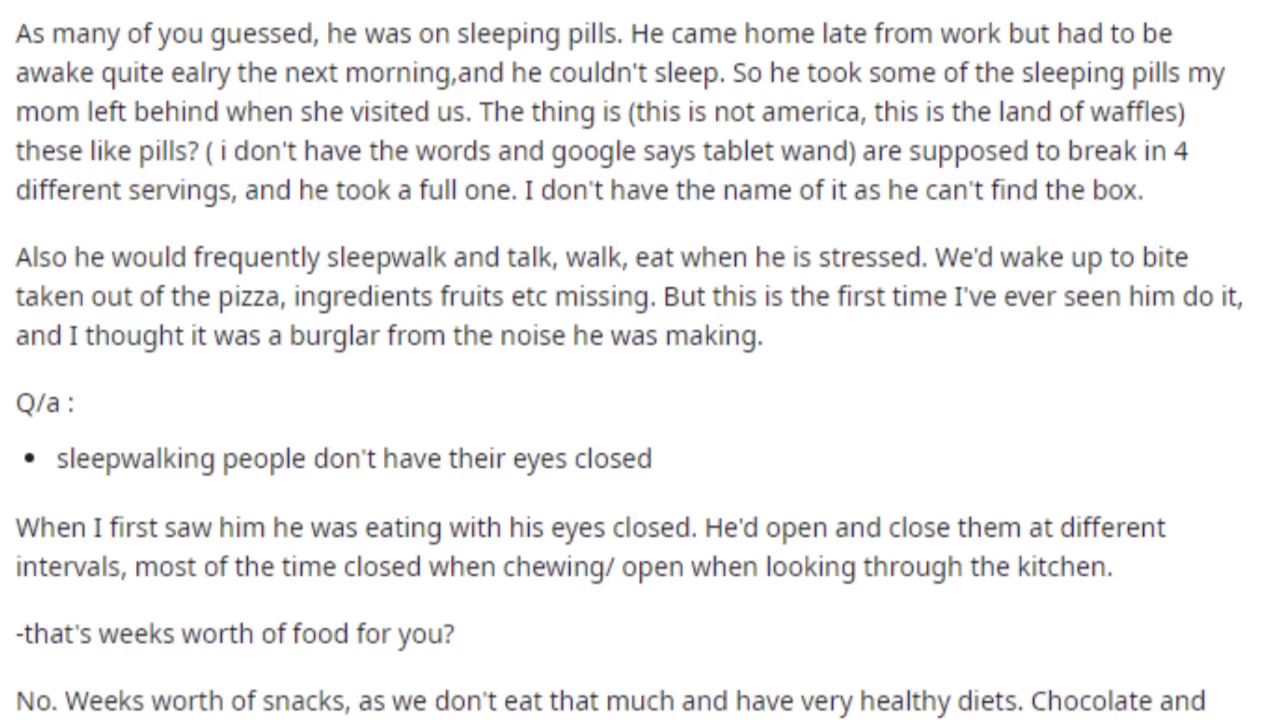 As many of you guessed, he was on sleeping pills. He came home late from work but had to be
awake quite ealry the next morning,and he couldn't sleep. So he took some of the sleeping pills my
mom left behind when she visited us. The thing is (this is not america, this is the land of waffles)
these like pills? ( i don't have the words and google says tablet wand) are supposed to break in 4
different servings, and he took a full one. I don't have the name of it as he can't find the box.
Also he would frequently sleepwalk and talk, walk, eat when he is stressed. We'd wake up to bite
taken out of the pizza, ingredients fruits etc missing. But this is the first time I've ever seen him do it,
and I thought it was a burglar from the noise he was making.
Q/a :
• sleepwalking people don't have their eyes closed
When I first saw him he was eating with his eyes closed. He'd open and close them at different
intervals, most of the time closed when chewing/ open when looking through the kitchen.
-that's weeks worth of food for you?
No. Weeks worth of snacks, as we don't eat that much and have very healthy diets. Chocolate and